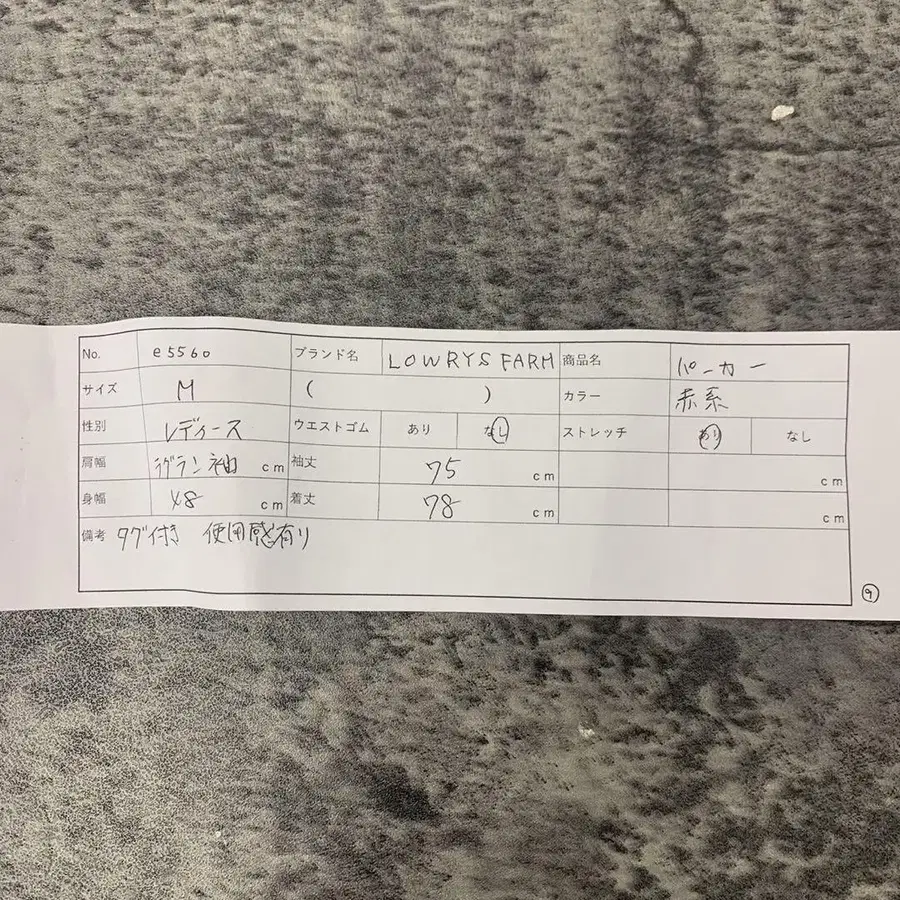 No. e5560 ブランド名 LOWRYS FARM 商品名 パーカー
サイズ M ( ) カラー 赤系
性別 レディース ウエストゴム あり なし ストレッチ あり なし
肩幅 ラグラン袖 cm 袖丈 75 cm cm
身幅 48 cm 着丈 78 cm cm
備考 タグ付き 使用感有り
9